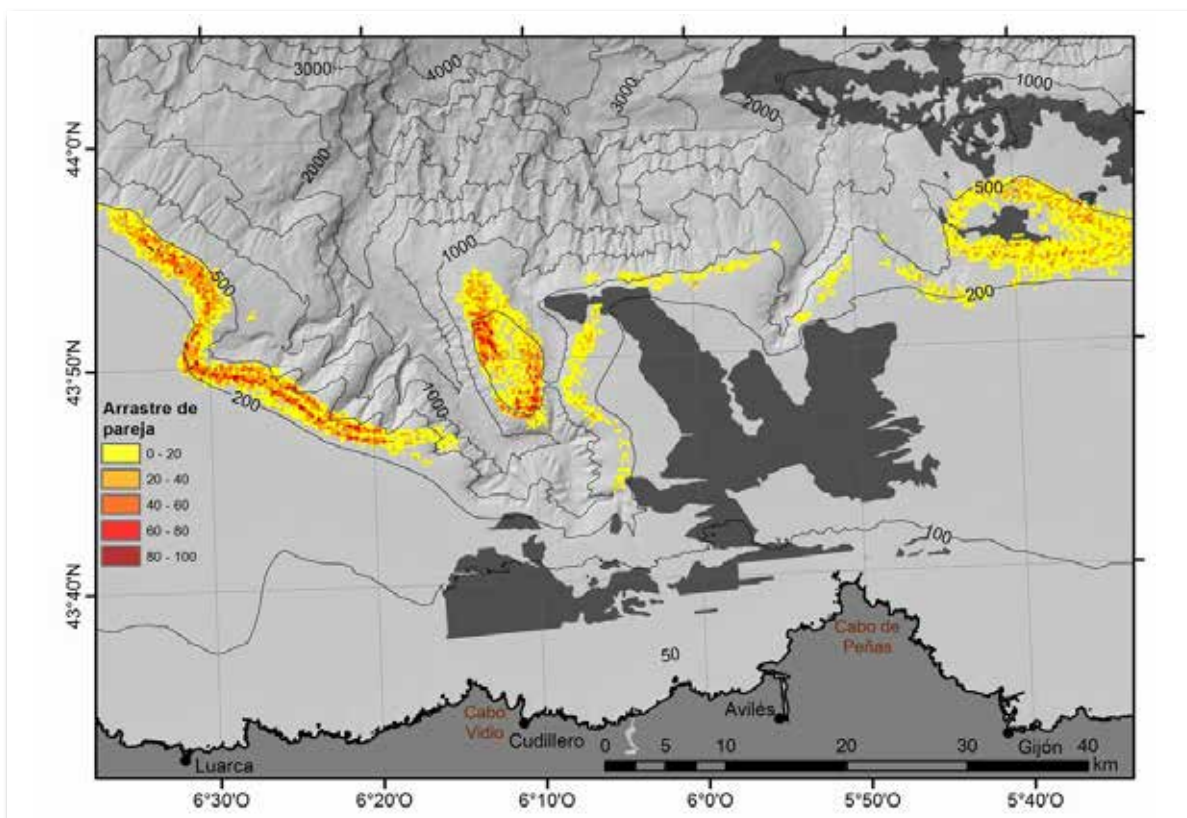 3000
4000
3000
2000
1000
44°0'N
2000
500
1000
500
200
43°50'N
200
1000
Arrastre de
pareja
0 - 20
20 - 40
40 - 60
60 - 80
80 - 100
100
43°40'N
Cabo de
Peñas
50
Cabo
Vidio
Avilés
Cudillero
0 5 10 20 30 40
km
Gijón
Luarca
6°30'O 6°20'O 6°10'O 6°0'O 5°50'O 5°40'O